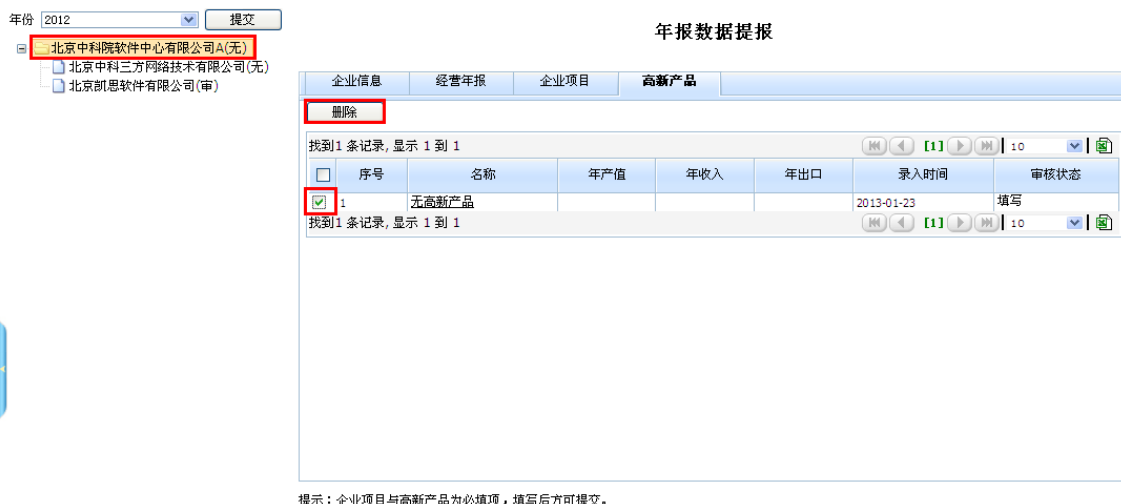 年份 2012 提交
北京中科院软件中心有限公司A(无)
北京中科三方网络技术有限公司(无)
北京凯思软件有限公司(审)
年报数据提报
企业信息 经营年报 企业项目 高新产品
删除
找到1 条记录, 显示 1 到 1 [1] 10
序号 名称 年产值 年收入 年出口 录入时间 审核状态
1 无高新产品 2013-01-23 填写
找到1 条记录, 显示 1 到 1 [1] 10
提示：企业项目与高新产品为必填项，填写后方可提交。